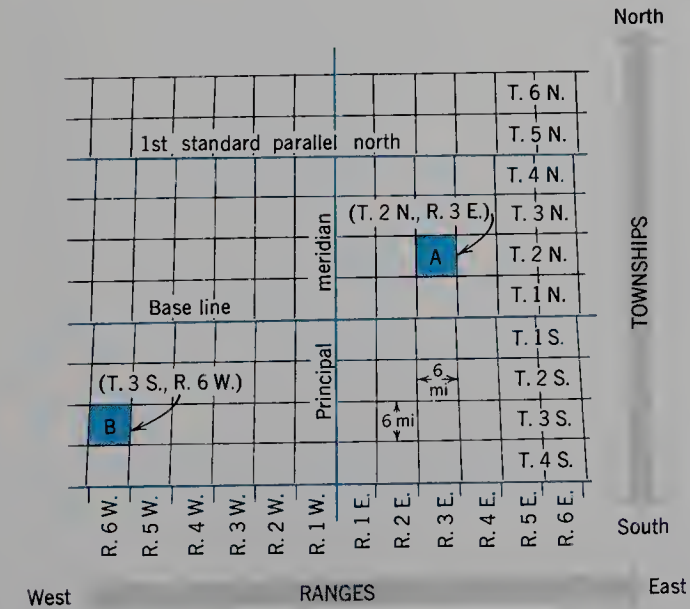 North
T. 6 N.
T. 5 N.
1st standard parallel north
T. 4 N.
(T. 2 N., R. 3 E.)
T. 3 N.
A
T. 2 N.
T. 1 N.
meridian
Base line
TOWNSHIPS
T. 1 S.
Principal
6
mi
T. 2 S.
(T. 3 S., R. 6 W.)
B
6 mi
T. 3 S.
T. 4 S.
R. 6 W.
R. 5 W.
R. 4 W.
R. 3 W.
R. 2 W.
R. 1 W.
R. 1 E.
R. 2 E.
R. 3 E.
R. 4 E.
R. 5 E.
R. 6 E.
South
West
RANGES
East